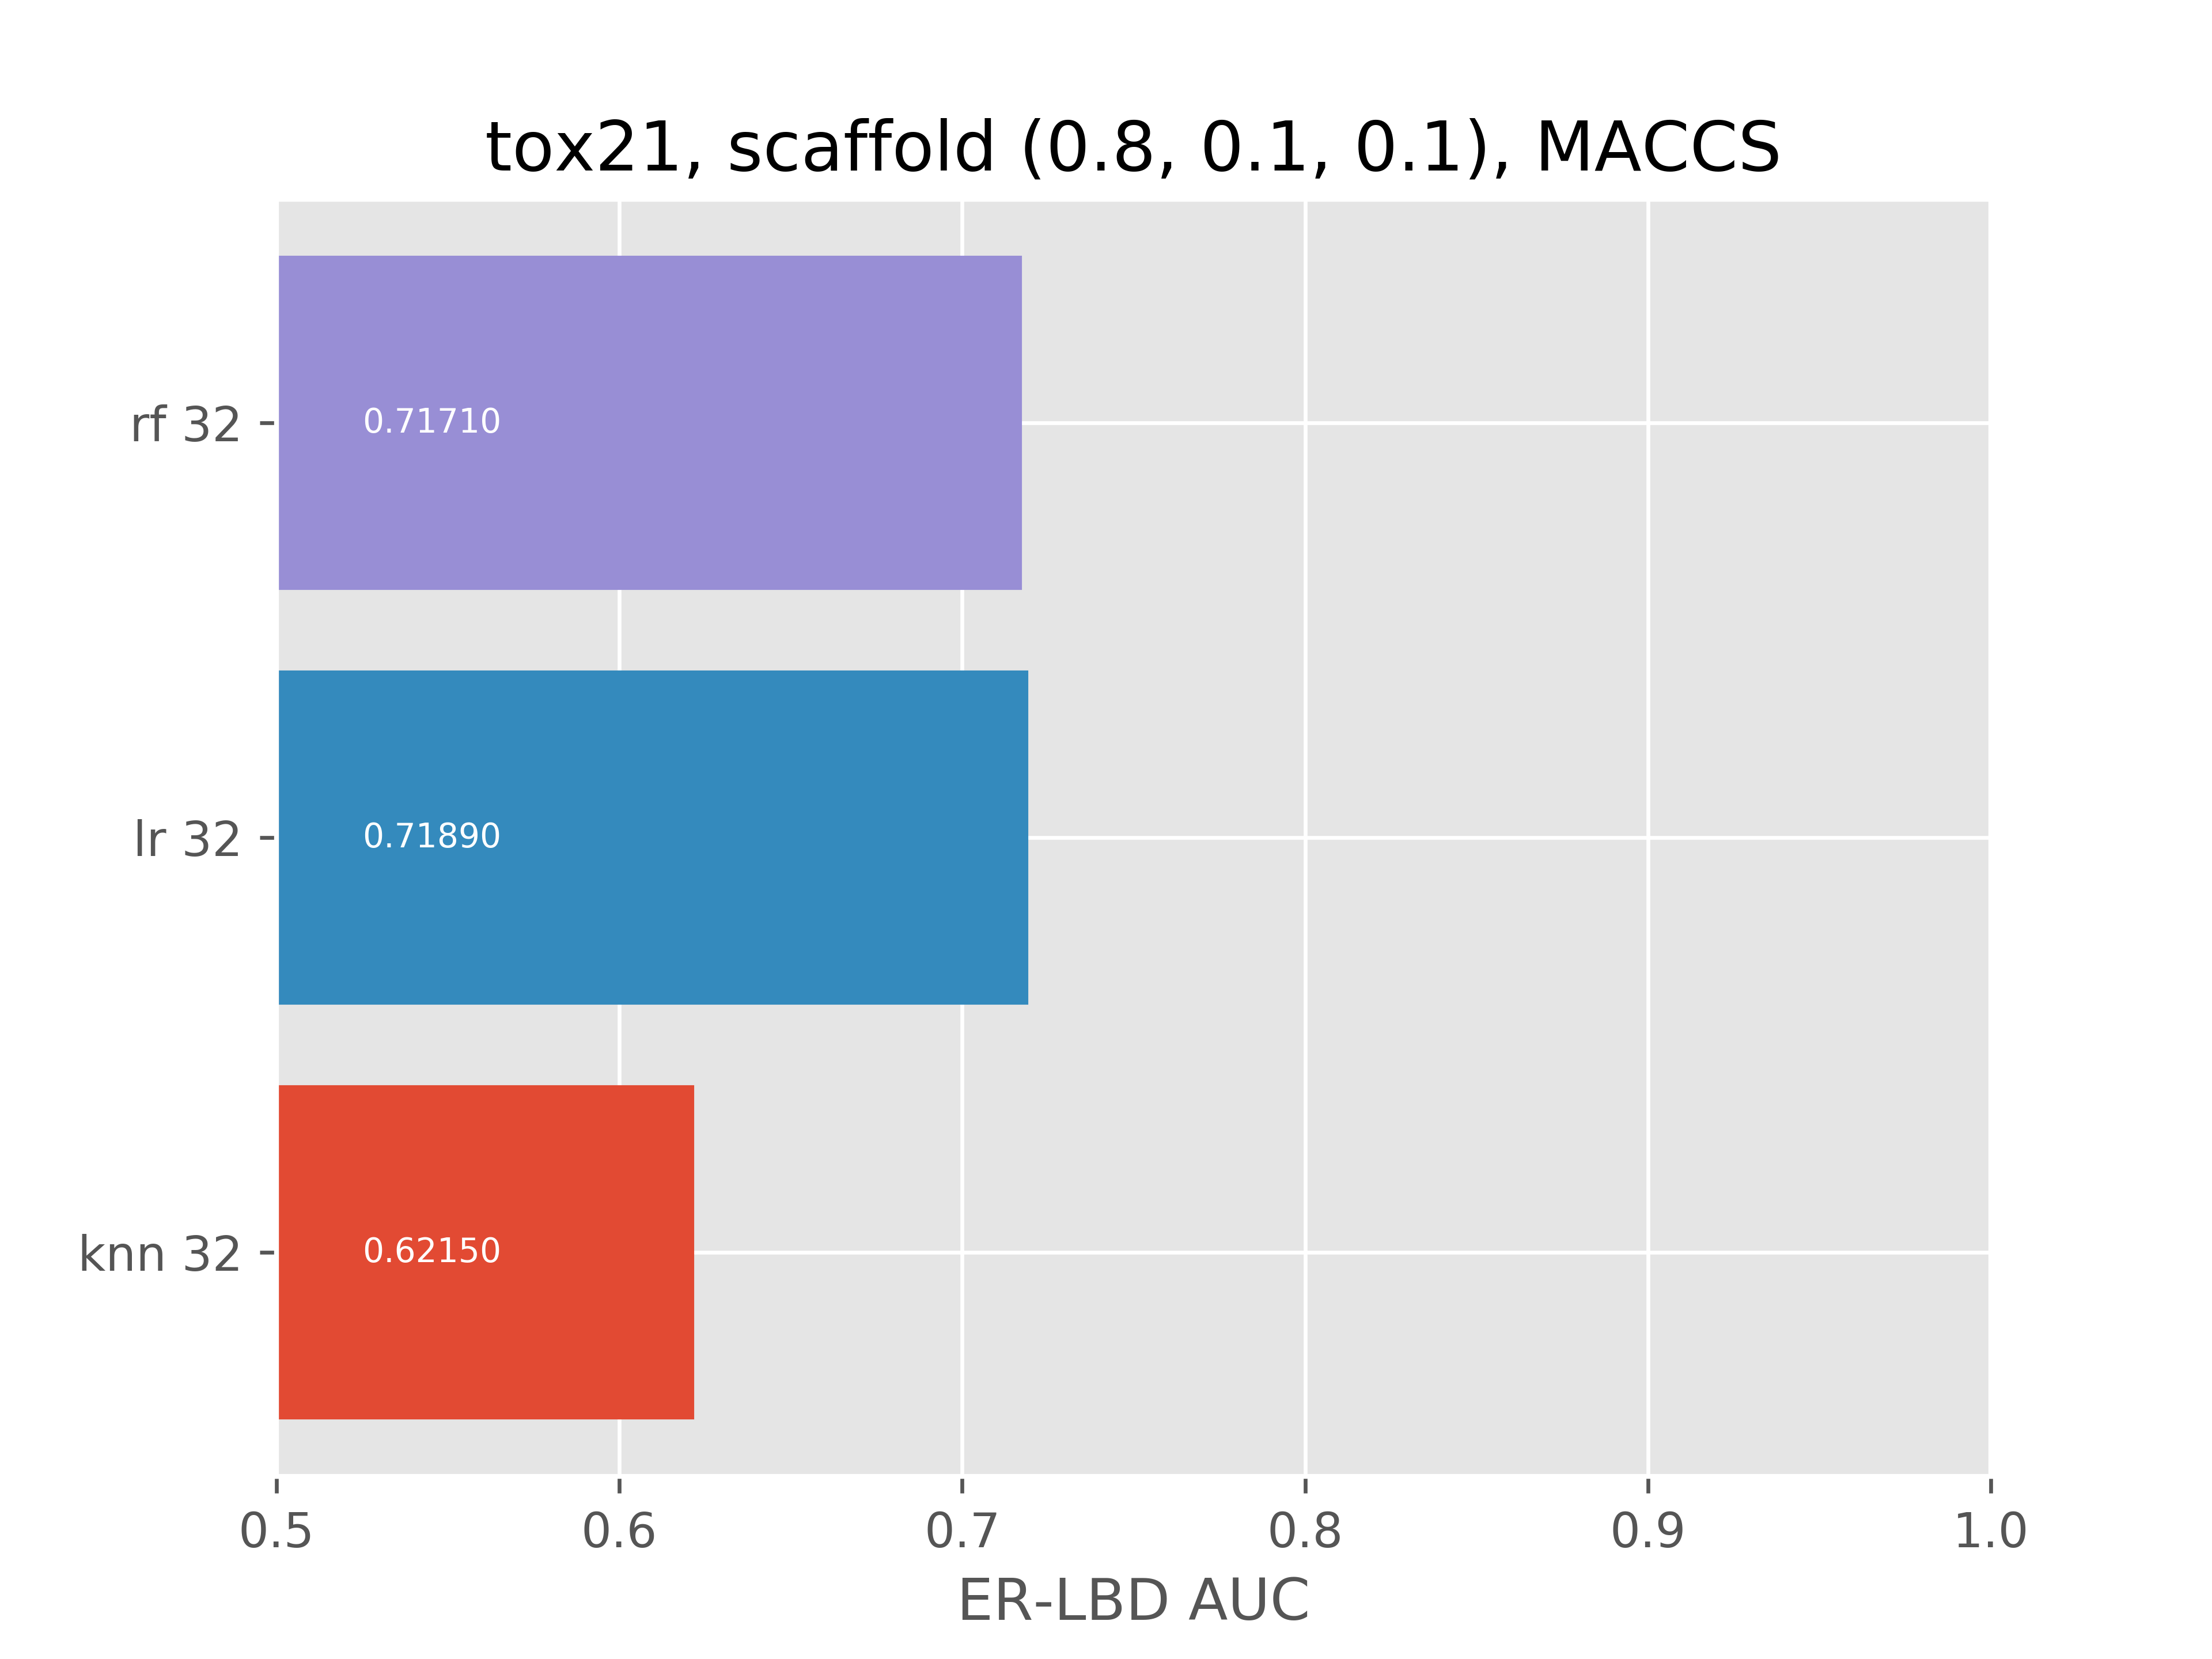 tox21, scaffold (0.8, 0.1, 0.1), MACCS
rf 32
0.71710
lr 32
0.71890
knn 32
0.62150
0.5 0.6 0.7 0.8 0.9 1.0
ER-LBD AUC